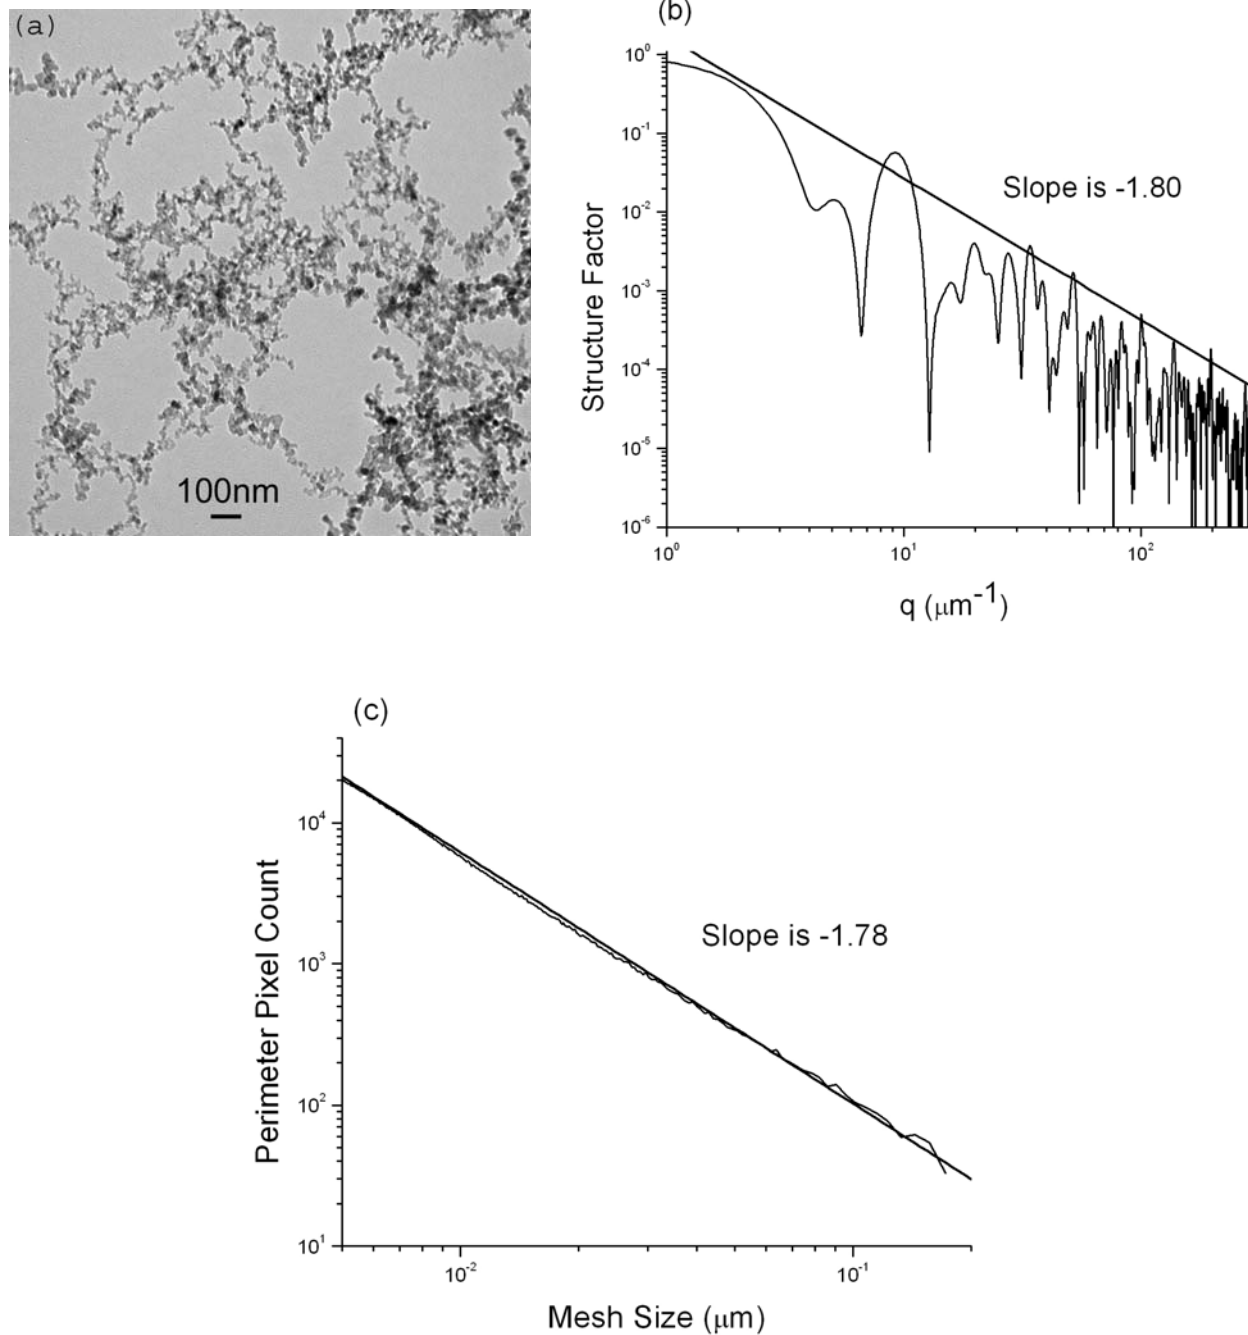 (a)
100nm
(b)
10⁰
10⁻¹
10⁻²
10⁻³
10⁻⁴
10⁻⁵
10⁻⁶
Structure Factor
Slope is -1.80
10⁰ 10¹ 10²
q (μm⁻¹)
(c)
10⁴
10³
10²
10¹
Perimeter Pixel Count
Slope is -1.78
10⁻² 10⁻¹
Mesh Size (μm)